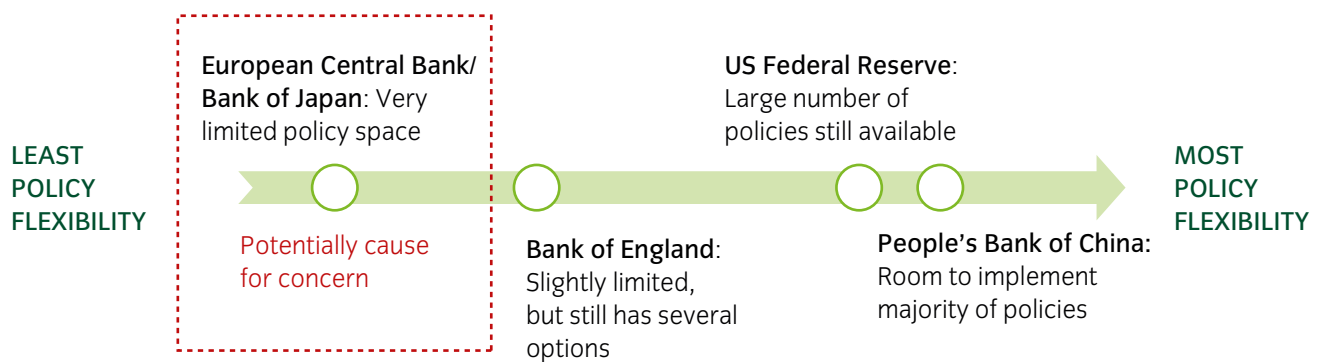 LEAST
POLICY
FLEXIBILITY
European Central Bank/
Bank of Japan: Very
limited policy space
Potentially cause
for concern
Bank of England:
Slightly limited,
but still has several
options
US Federal Reserve:
Large number of
policies still available
People’s Bank of China:
Room to implement
majority of policies
MOST
POLICY
FLEXIBILITY